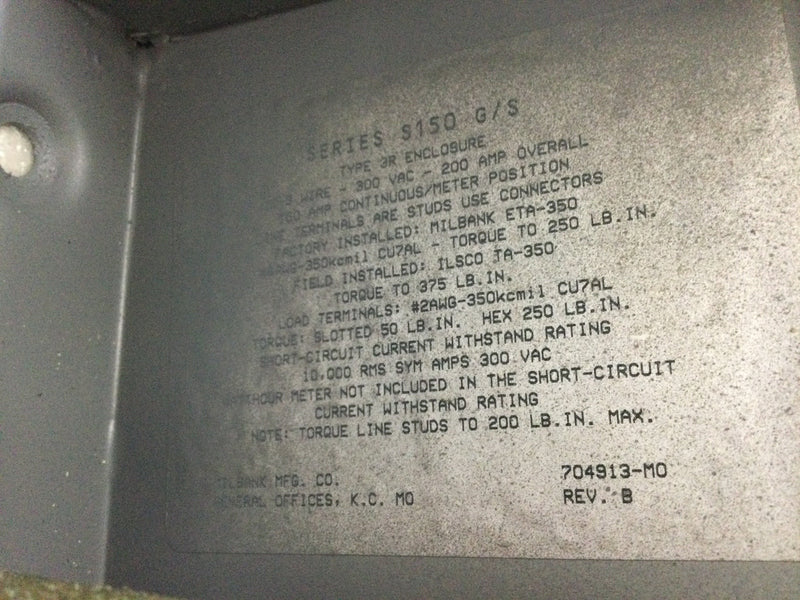 SERIES S150 G/S
TYPE 3R ENCLOSURE
3 WIRE - 300 VAC - 200 AMP OVERALL
AMP CONTINUOUS/METER POSITION
TERMINALS ARE STUDS USE CONNECTORS
FACTORY INSTALLED: MILBANK ETA-350
350kcmil CU7AL - TORQUE TO 250 LB.IN.
FIELD INSTALLED: ILSCO TA-350
TORQUE TO 375 LB.IN.
LOAD TERMINALS: #2AWG-350kcmil CU7AL
TORQUE: SLOTTED 50 LB.IN. HEX 250 LB.IN.
SHORT-CIRCUIT CURRENT WITHSTAND RATING
10,000 RMS SYM AMPS 300 VAC
METER NOT INCLUDED IN THE SHORT-CIRCUIT
CURRENT WITHSTAND RATING
NOTE: TORQUE LINE STUDS TO 200 LB.IN. MAX.
MILBANK MFG. CO.
GENERAL OFFICES, K.C. MO
704913-MO
REV. B